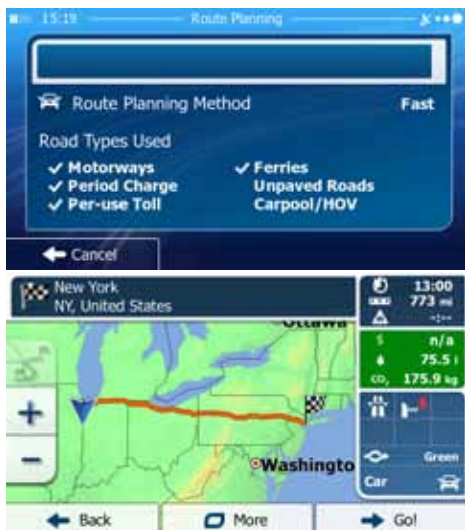 15:19 Route Planning
Route Planning Method Fast
Road Types Used
Motorways Ferries
Period Charge Unpaved Roads
Per-use Toll Carpool/HOV
Cancel
New York
NY, United States
13:00
773 mi
-:--
Ottawa
Washingto
$ n/a
75.5 l
CO₂ 175.9 kg
Green
Car
Back More Go!